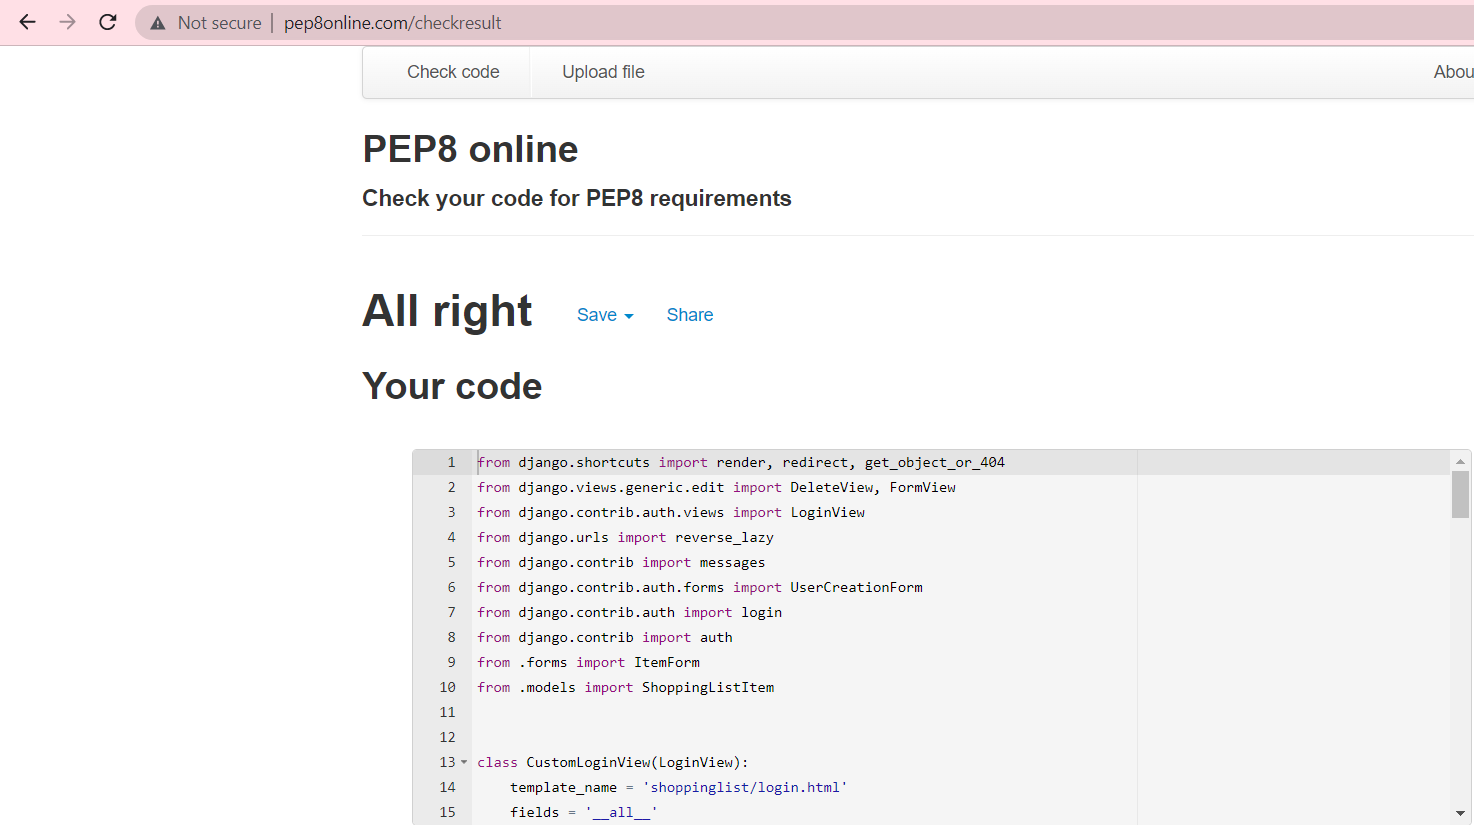 Not secure | pep8online.com/checkresult
Check code Upload file Abou
PEP8 online
Check your code for PEP8 requirements
All right Save Share
Your code
1 from django.shortcuts import render, redirect, get_object_or_404
2 from django.views.generic.edit import DeleteView, FormView
3 from django.contrib.auth.views import LoginView
4 from django.urls import reverse_lazy
5 from django.contrib import messages
6 from django.contrib.auth.forms import UserCreationForm
7 from django.contrib.auth import login
8 from django.contrib import auth
9 from .forms import ItemForm
10 from .models import ShoppingListItem
11
12
13 class CustomLoginView(LoginView):
14     template_name = 'shoppinglist/login.html'
15     fields = '__all__'